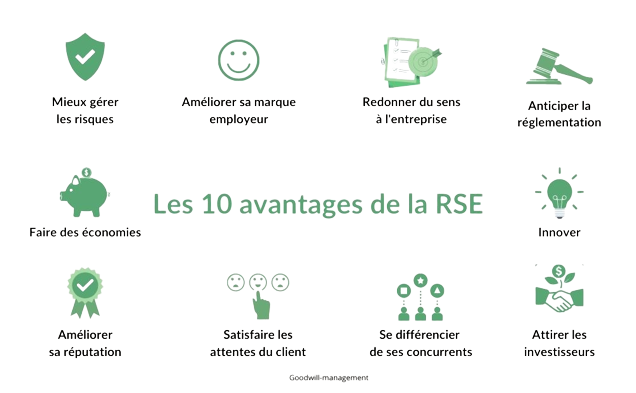 Mieux gérer
les risques
Améliorer sa marque
employeur
Redonner du sens
à l'entreprise
Anticiper la
réglementation
Faire des économies
Les 10 avantages de la RSE
Innover
Améliorer
sa réputation
Satisfaire les
attentes du client
Se différencier
de ses concurrents
Attirer les
investisseurs
Goodwill-management